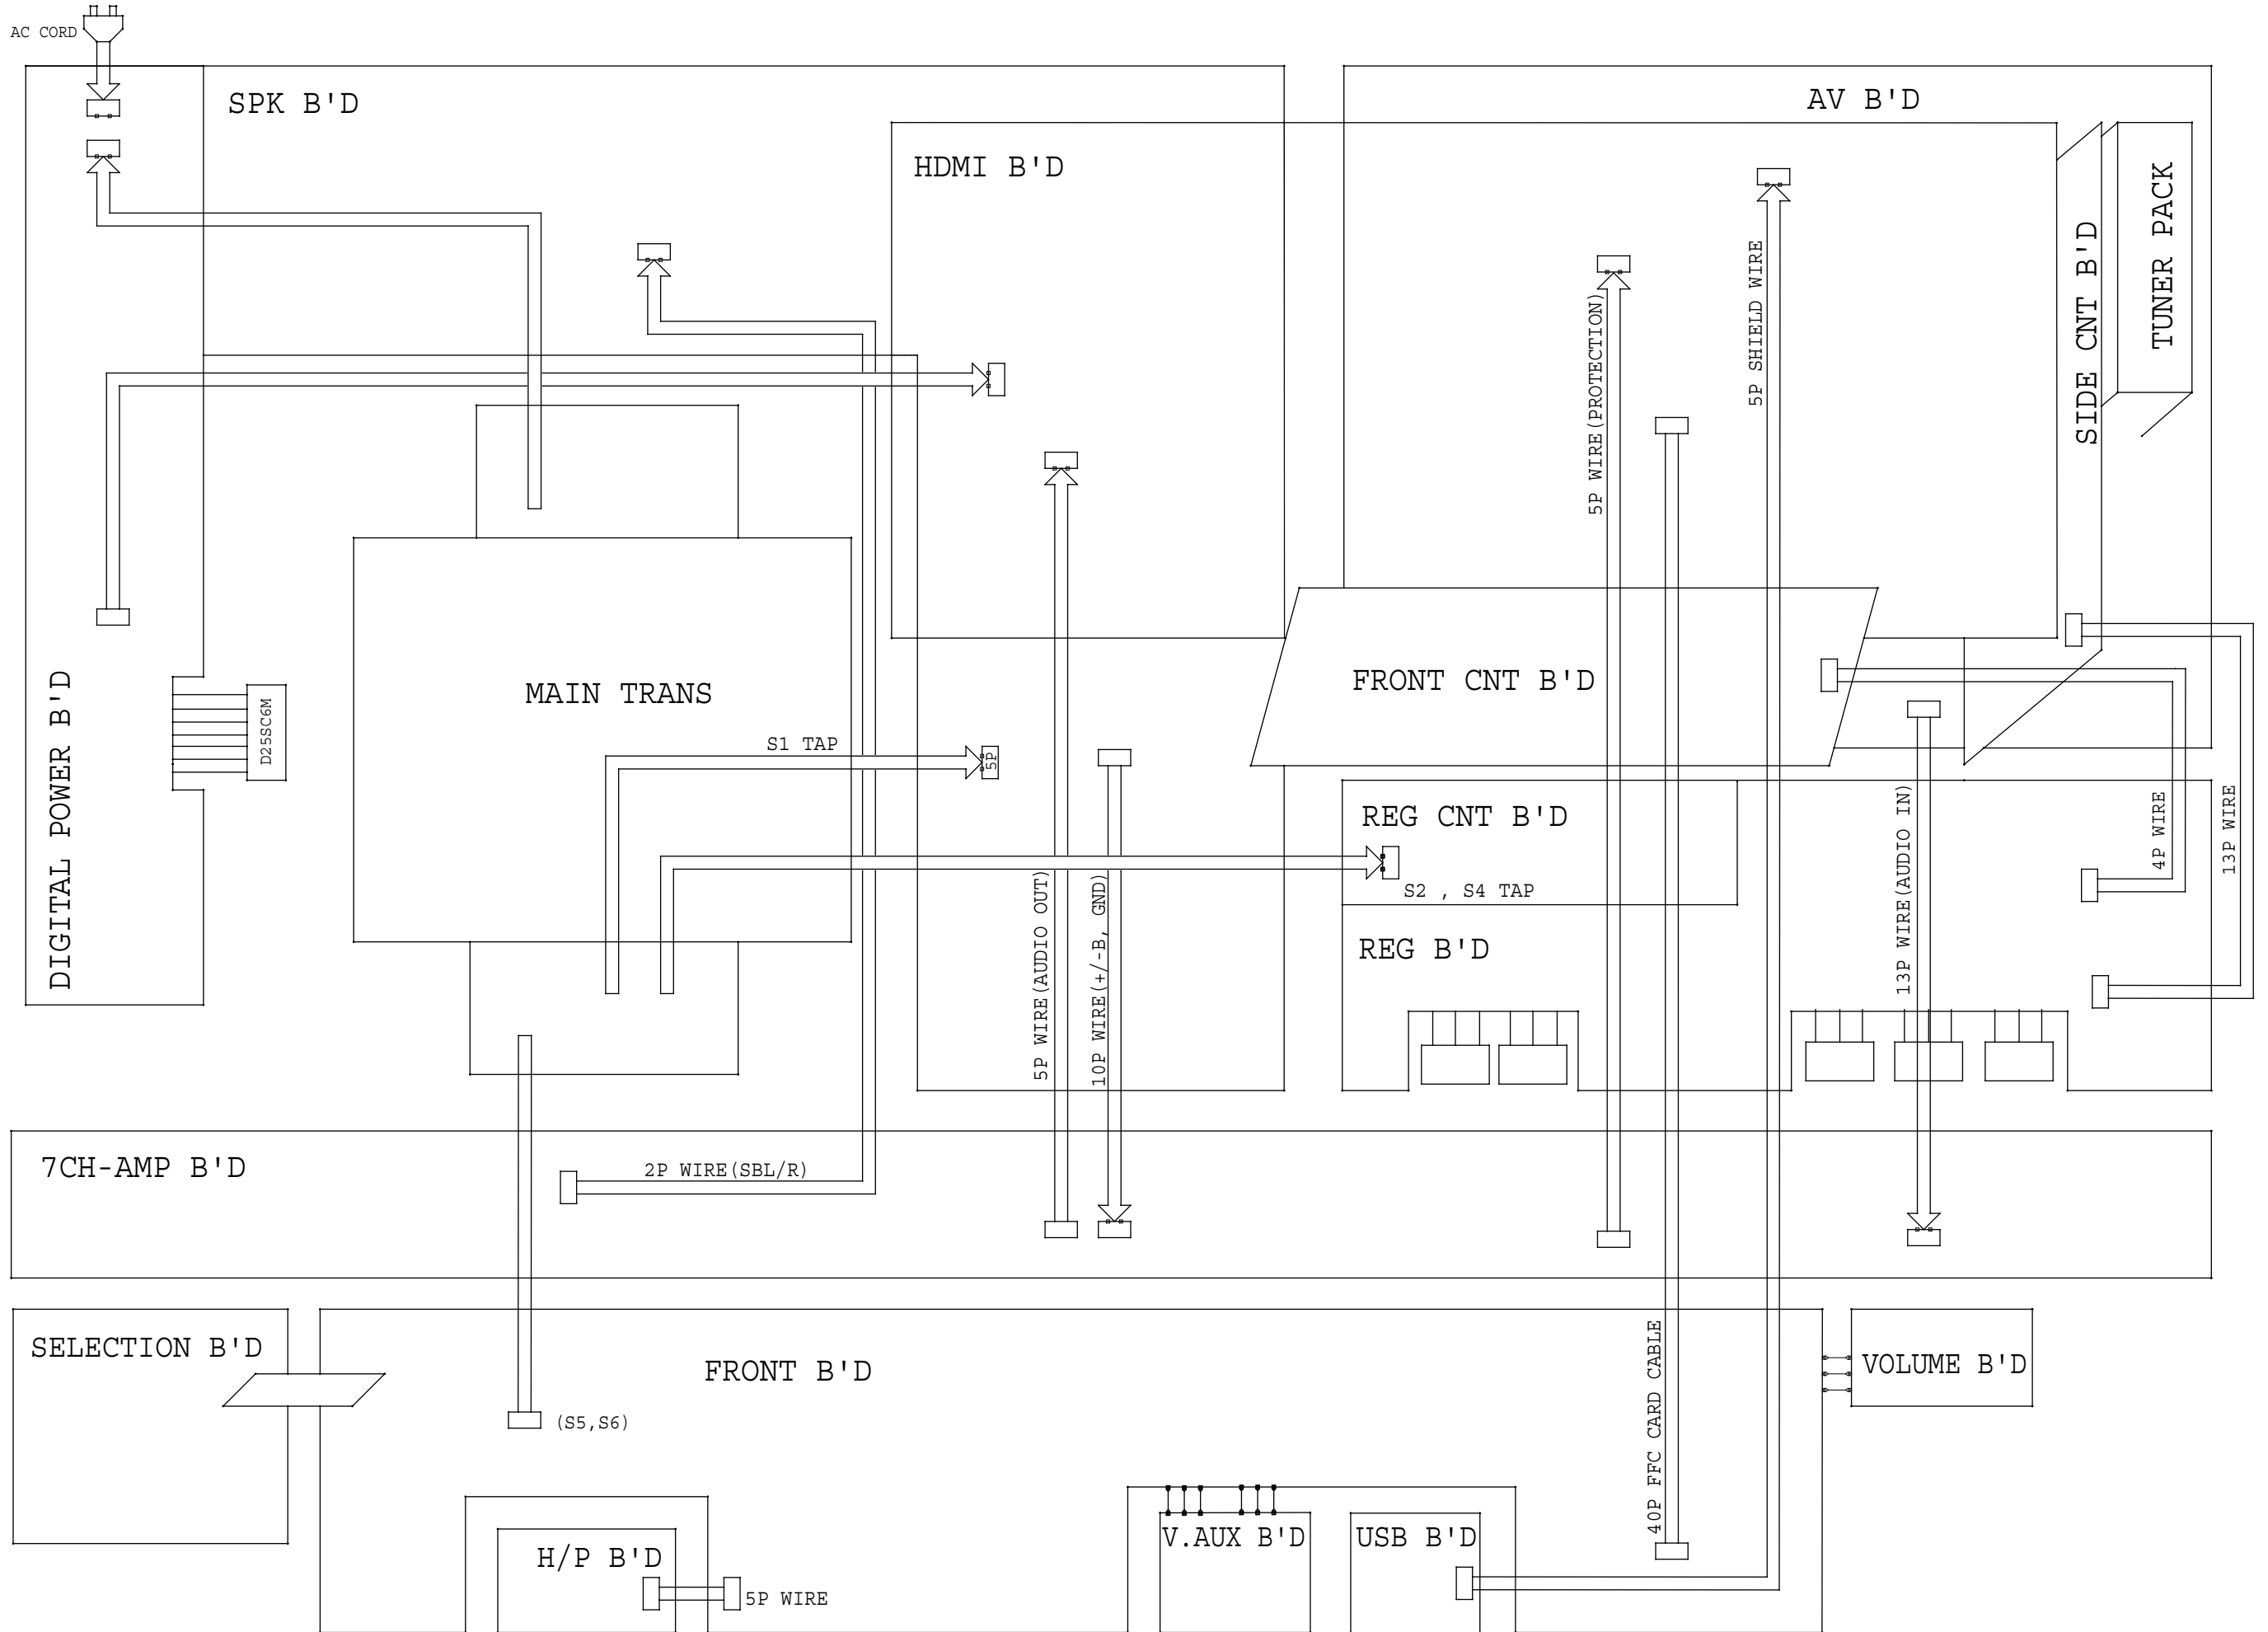 AC CORD
SPK B'D
AV B'D
HDMI B'D
TUNER PACK
SIDE CNT B'D
5P SHIELD WIRE
5P WIRE(PROTECTION)
DIGITAL POWER B'D
D25SC6M
MAIN TRANS
FRONT CNT B'D
S1 TAP
5P
REG CNT B'D
S2 , S4 TAP
4P WIRE
13P WIRE
13P WIRE(AUDIO IN)
5P WIRE(AUDIO OUT)
10P WIRE(+/-B, GND)
REG B'D
7CH-AMP B'D
2P WIRE(SBL/R)
SELECTION B'D
FRONT B'D
VOLUME B'D
(S5,S6)
40P FFC CARD CABLE
H/P B'D
5P WIRE
V.AUX B'D
USB B'D